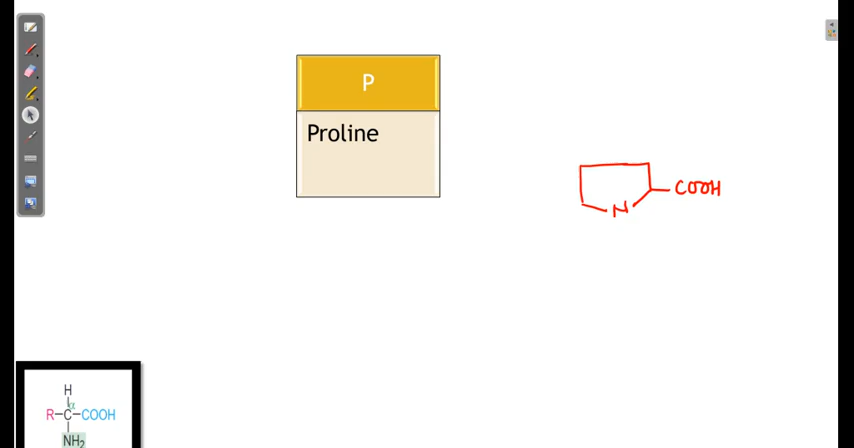 P
Proline
COOH
N
H
α
R-C-COOH
NH2